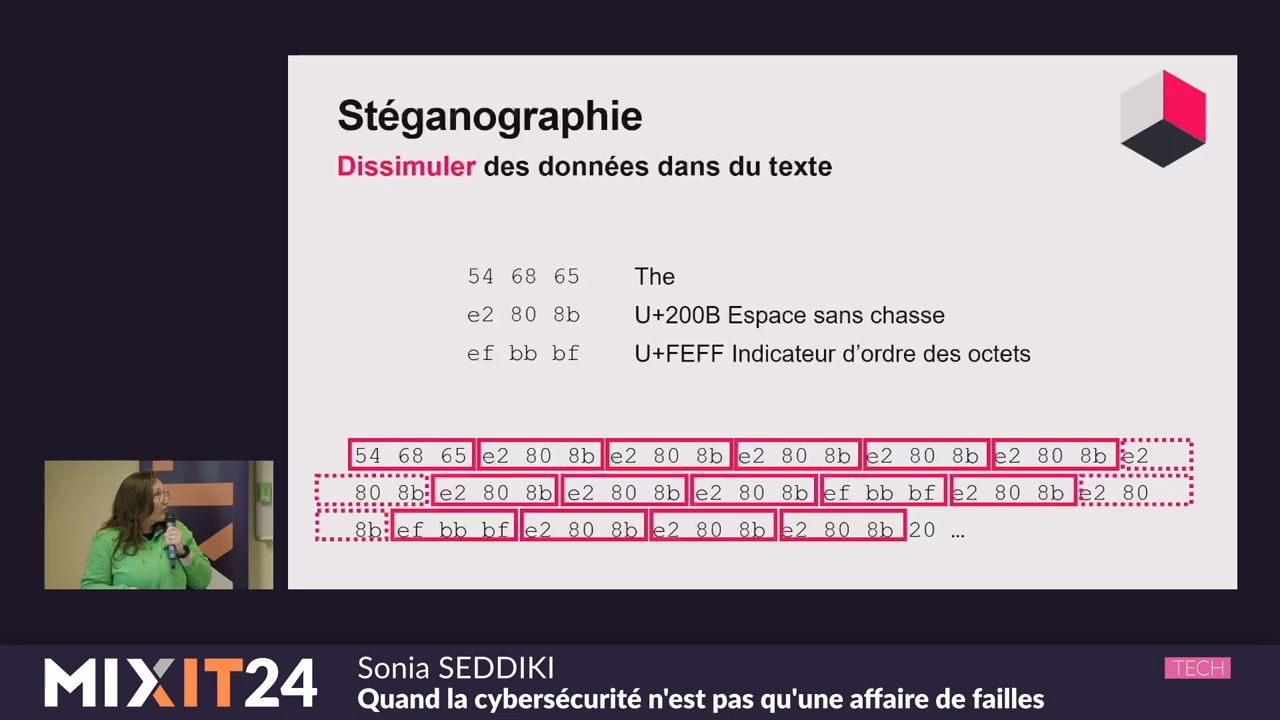 Stéganographie
Dissimuler des données dans du texte
54 68 65 The
e2 80 8b U+200B Espace sans chasse
ef bb bf U+FEFF Indicateur d’ordre des octets
54 68 65 e2 80 8b e2 80 8b e2 80 8b e2 80 8b e2 80 8b e2
80 8b e2 80 8b e2 80 8b e2 80 8b ef bb bf e2 80 8b e2 80
8b ef bb bf e2 80 8b e2 80 8b e2 80 8b 20 …
MIXIT24
Sonia SEDDIKI
TECH
Quand la cybersécurité n'est pas qu'une affaire de failles